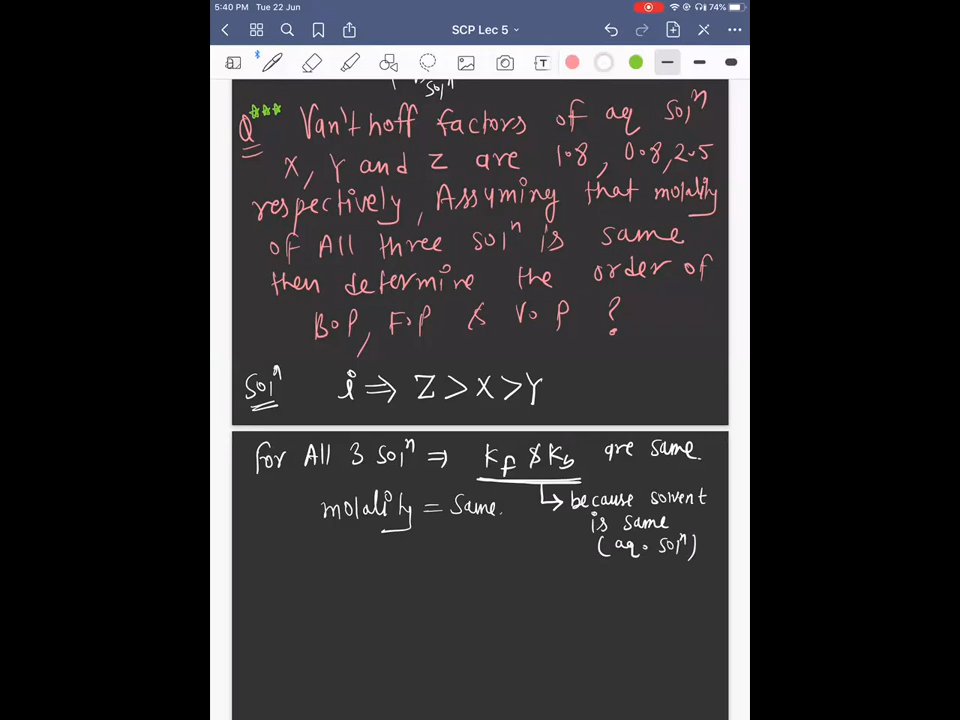 5:40 PM Tue 22 Jun
74%
SCP Lec 5
T
Solⁿ
Q*** Van't hoff factors of aq Solⁿ
X, Y and Z are 1.8, 0.8, 2.5
respectively, Assuming that molality
of All three solⁿ is same
then determine the order of
B.P, F.P & V.P ?
Solⁿ i ⇒ Z > X > Y
For All 3 Solⁿ ⇒ Kf & Kb are same.
↳ because solvent
molality = Same.
is same
(aq. Solⁿ)